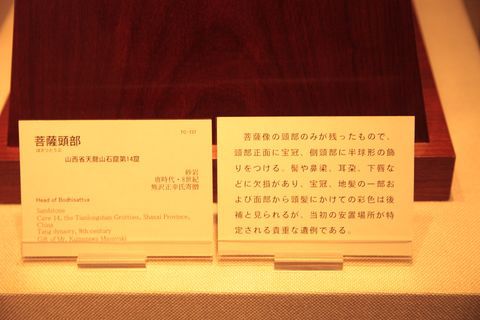 TC-727
菩薩頭部
ぼさつとうぶ
山西省天龍山石窟第14窟
砂岩
唐時代・8世紀
熊沢正幸氏寄贈
Head of Bodhisattva
Sandstone
Cave 14, the Tianlongshan Grottoes, Shanxi Province,
China
Tang dynasty, 8th century
Gift of Mr.
菩薩像の頭部のみが残ったもので、
頭部正面に宝冠、側頭部に半球形の飾
りをつける。髻や鼻梁、耳朶、下唇な
どに欠損があり、宝冠、地髪の一部お
よび面部から頸部にかけての彩色は後
補と見られるが、当初の安置場所が特
定される貴重な遺例である。